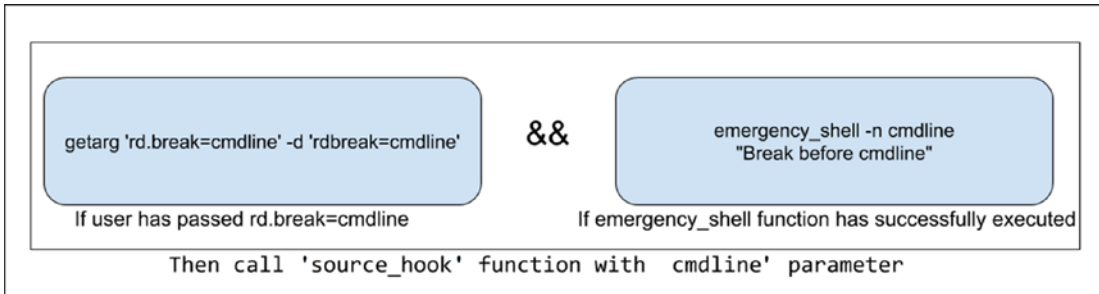 getarg 'rd.break=cmdline' -d 'rdbreak=cmdline'
&&
emergency_shell -n cmdline
"Break before cmdline"
If user has passed rd.break=cmdline
If emergency_shell function has successfully executed
Then call 'source_hook' function with cmdline' parameter